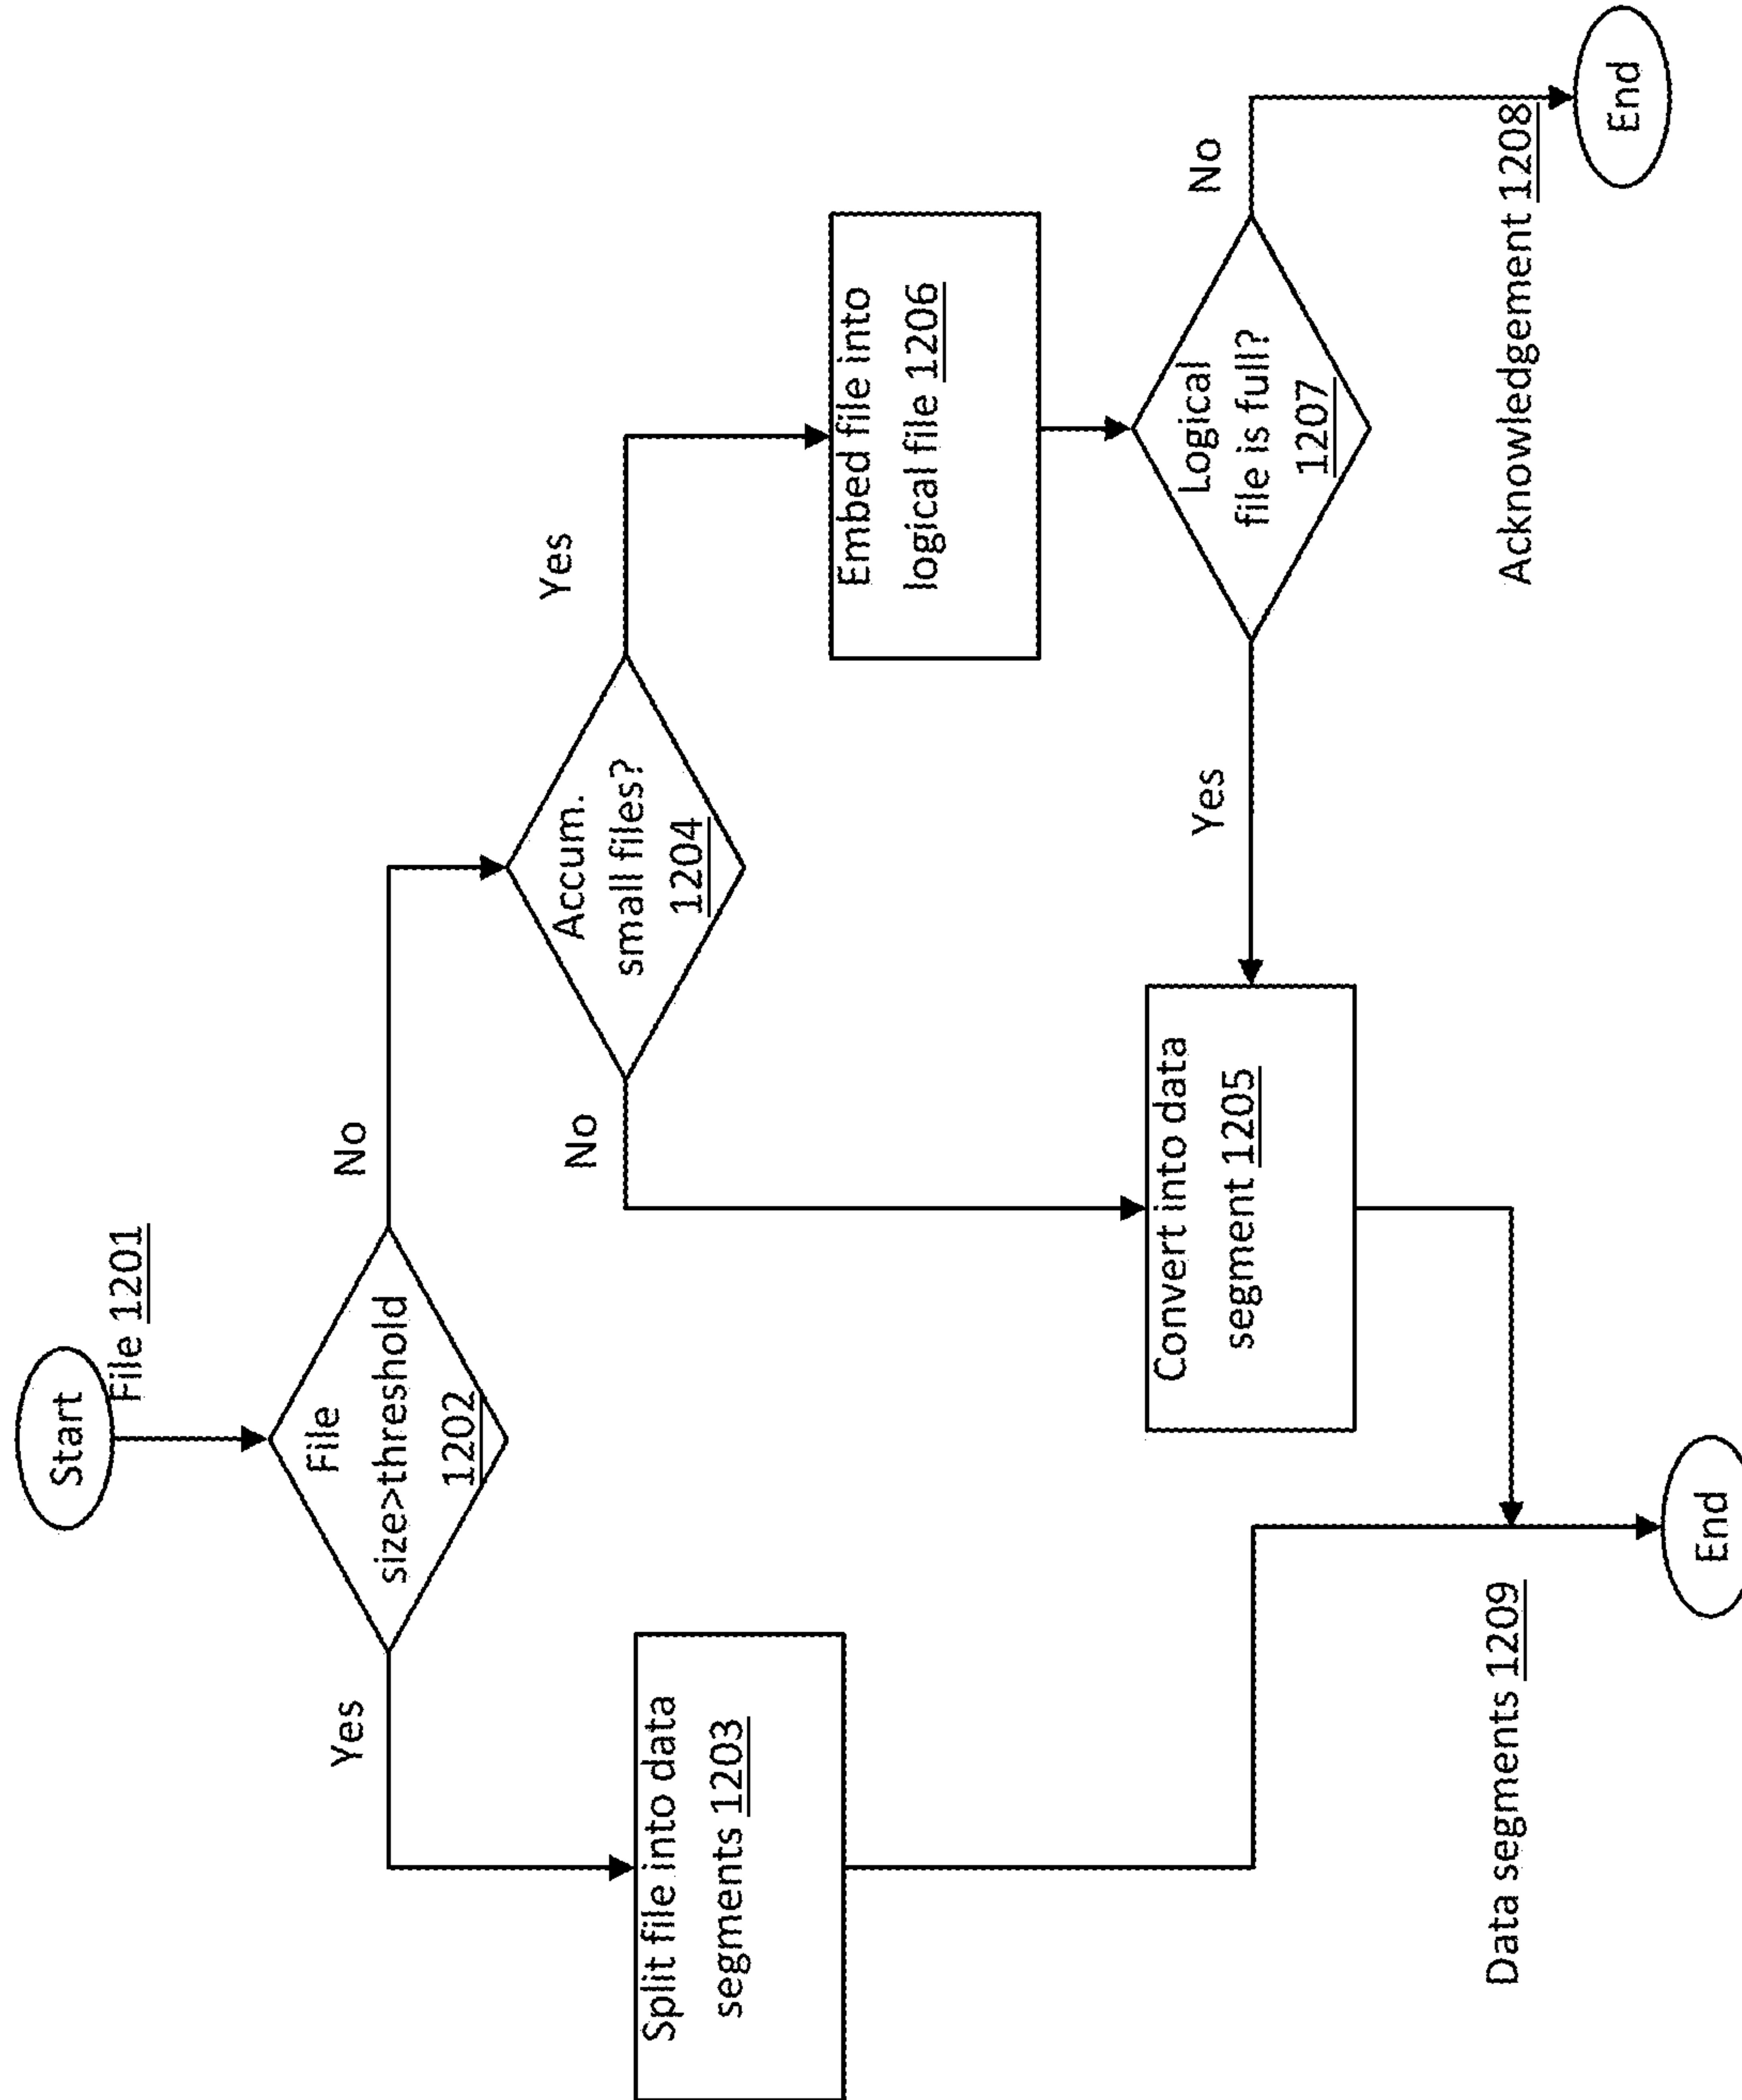 Start
File 1201
File
size>threshold
1202
Yes
No
Split file into data
segments 1203
Accum.
small files?
1204
No
Yes
Embed file into
logical file 1206
Logical
file is full?
1207
Yes
No
Convert into data
segment 1205
Acknowledgement 1208
End
Data segments 1209
End